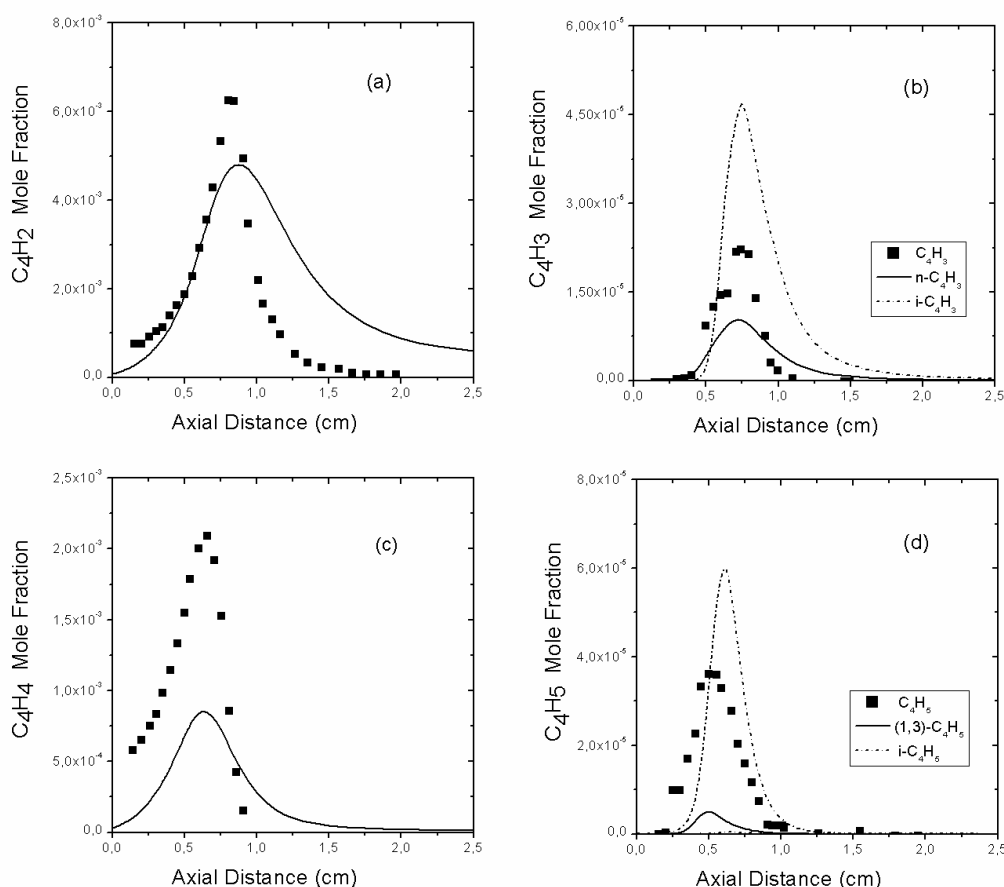 8,0x10⁻³
6,0x10⁻³
4,0x10⁻³
2,0x10⁻³
0,0
C₄H₂ Mole Fraction
(a)
0,0 0,5 1,0 1,5 2,0 2,5
Axial Distance (cm)
6,00x10⁻⁵
4,50x10⁻⁵
3,00x10⁻⁵
1,50x10⁻⁵
0,00
C₄H₃ Mole Fraction
(b)
C₄H₃
n-C₄H₃
i-C₄H₃
0,0 0,5 1,0 1,5 2,0 2,5
Axial Distance (cm)
2,5x10⁻³
2,0x10⁻³
1,5x10⁻³
1,0x10⁻³
5,0x10⁻⁴
0,0
C₄H₄ Mole Fraction
(c)
0,0 0,5 1,0 1,5 2,0 2,5
Axial Distance (cm)
8,0x10⁻⁵
6,0x10⁻⁵
4,0x10⁻⁵
2,0x10⁻⁵
0,0
C₄H₅ Mole Fraction
(d)
C₄H₅
(1,3)-C₄H₅
i-C₄H₅
0,0 0,5 1,0 1,5 2,0 2,5
Axial Distance (cm)